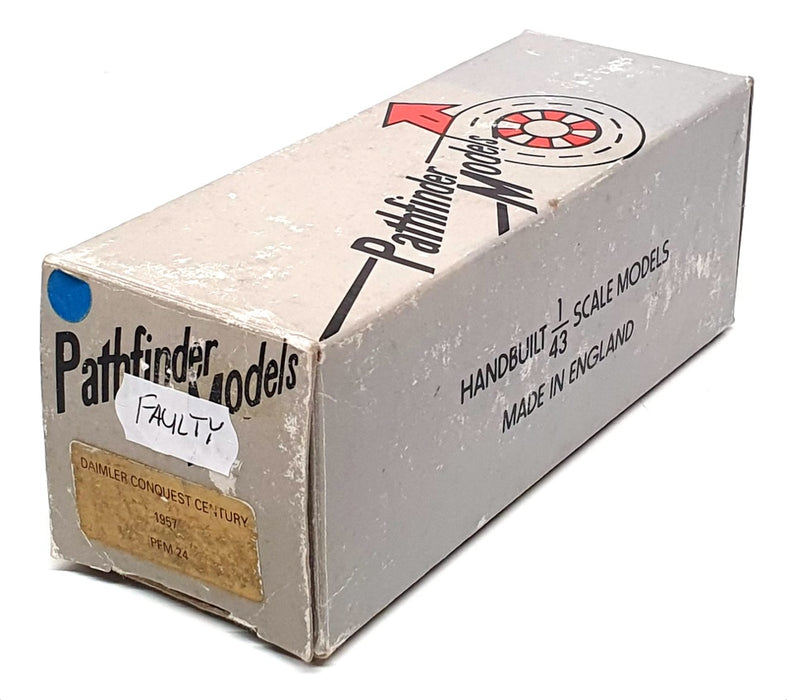 Pathfinder
Models
HANDBUILT 1/43 SCALE MODELS
MADE IN ENGLAND
Pathfinder
Models
FAULTY
DAIMLER CONQUEST CENTURY
1957
PFM 24